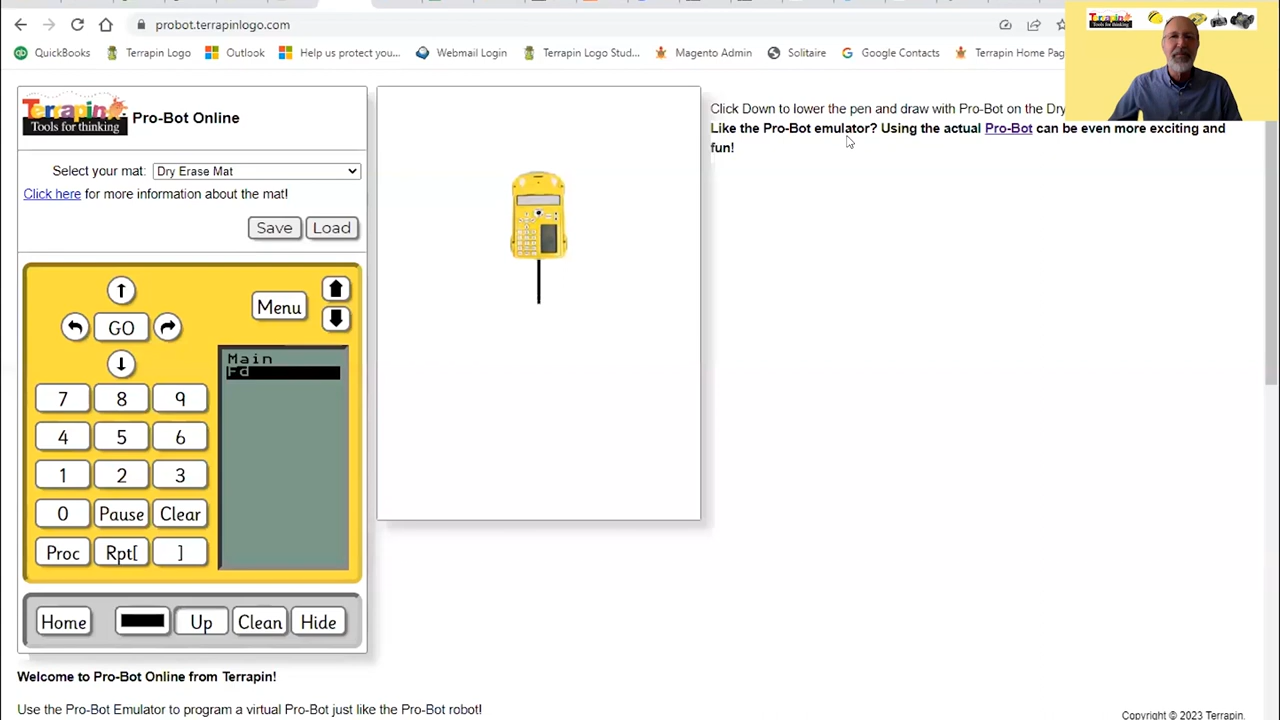 probot.terrapinlogo.com
QuickBooks Terrapin Logo Outlook Help us protect you... Webmail Login Terrapin Logo Stud... Magento Admin Solitaire Google Contacts Terrapin Home Pag
Terrapin
Tools for thinking
Terrapin
Tools for thinking
Pro-Bot Online
Select your mat: Dry Erase Mat
Click here for more information about the mat!
Save Load
Click Down to lower the pen and draw with Pro-Bot on the Dry
Like the Pro-Bot emulator? Using the actual Pro-Bot can be even more exciting and
fun!
GO
Menu
Main
Fd
7 8 9
4 5 6
1 2 3
0 Pause Clear
Proc Rpt[ ]
Home Up Clean Hide
Welcome to Pro-Bot Online from Terrapin!
Use the Pro-Bot Emulator to program a virtual Pro-Bot just like the Pro-Bot robot!
Copyright © 2023 Terrapin.